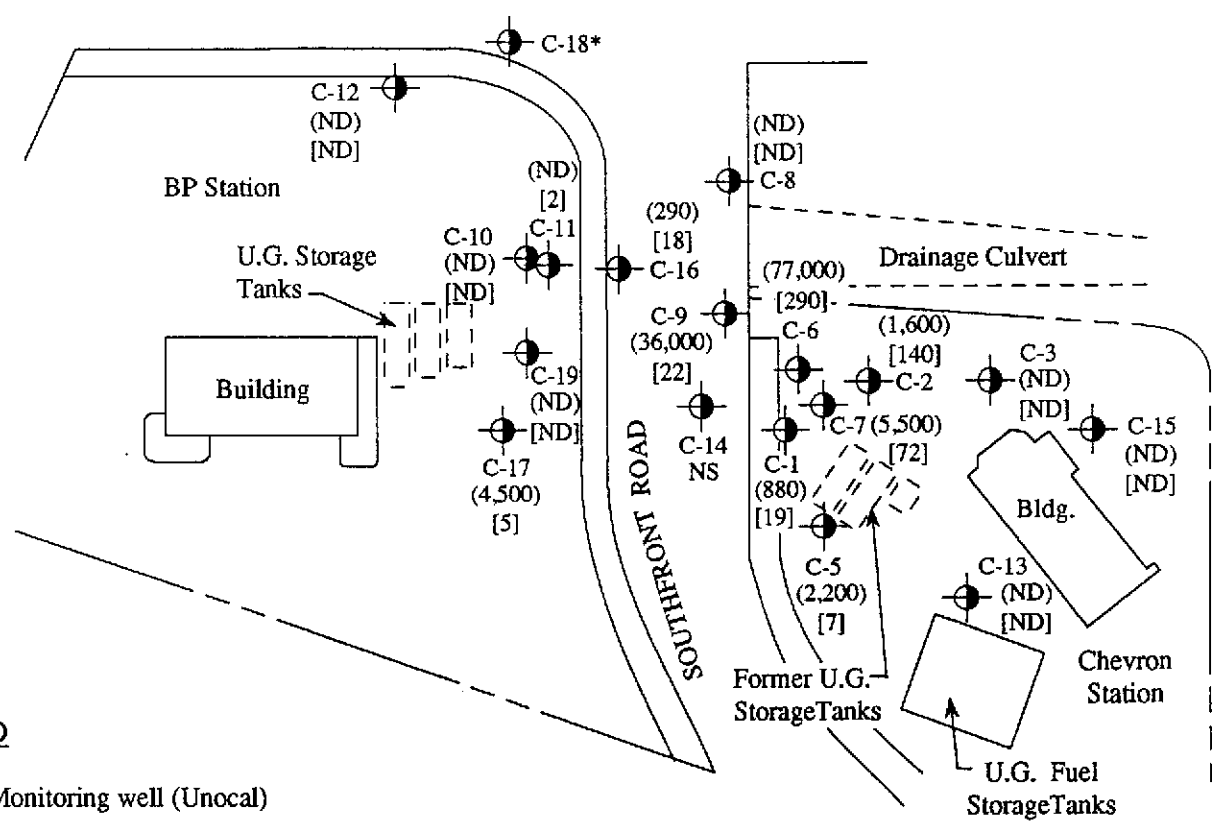 C-18*
C-12
(ND)
[ND]
BP Station
(ND)
[2]
C-11
C-10
(ND)
[ND]
U.G. Storage
Tanks
Building
C-19
(ND)
[ND]
C-17
(4,500)
[5]
(ND)
[ND]
C-8
(290)
[18]
C-16
Drainage Culvert
(77,000)
[290]
C-6
C-9
(36,000)
[22]
(1,600)
[140]
C-2
C-3
(ND)
[ND]
C-15
(ND)
[ND]
C-14
NS
C-7 (5,500)
[72]
C-1
(880)
[19]
C-5
(2,200)
[7]
SOUTHFRONT ROAD
Bldg.
C-13
(ND)
[ND]
Former U.G.
StorageTanks
Chevron
Station
U.G. Fuel
StorageTanks
Monitoring well (Unocal)